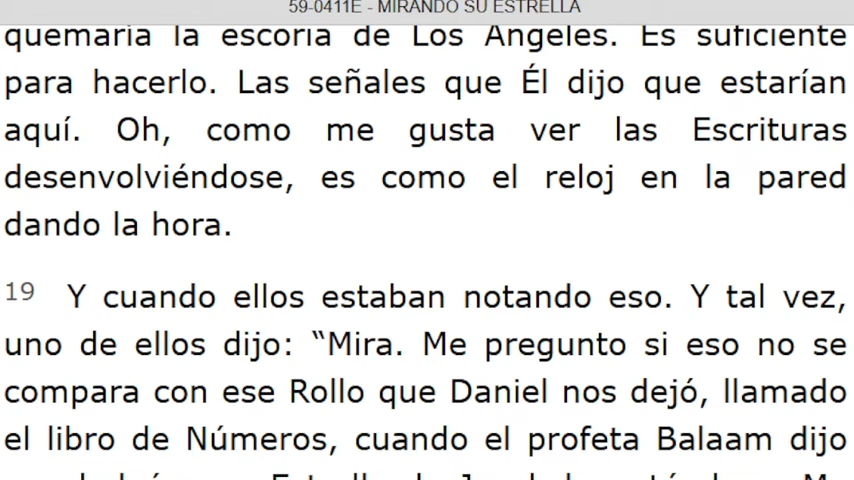 59-0411E - MIRANDO SU ESTRELLA
quemaría la escoria de Los Ángeles. Es suficiente
para hacerlo. Las señales que Él dijo que estarían
aquí. Oh, como me gusta ver las Escrituras
desenvolviéndose, es como el reloj en la pared
dando la hora.
19 Y cuando ellos estaban notando eso. Y tal vez,
uno de ellos dijo: “Mira. Me pregunto si eso no se
compara con ese Rollo que Daniel nos dejó, llamado
el libro de Números, cuando el profeta Balaam dijo